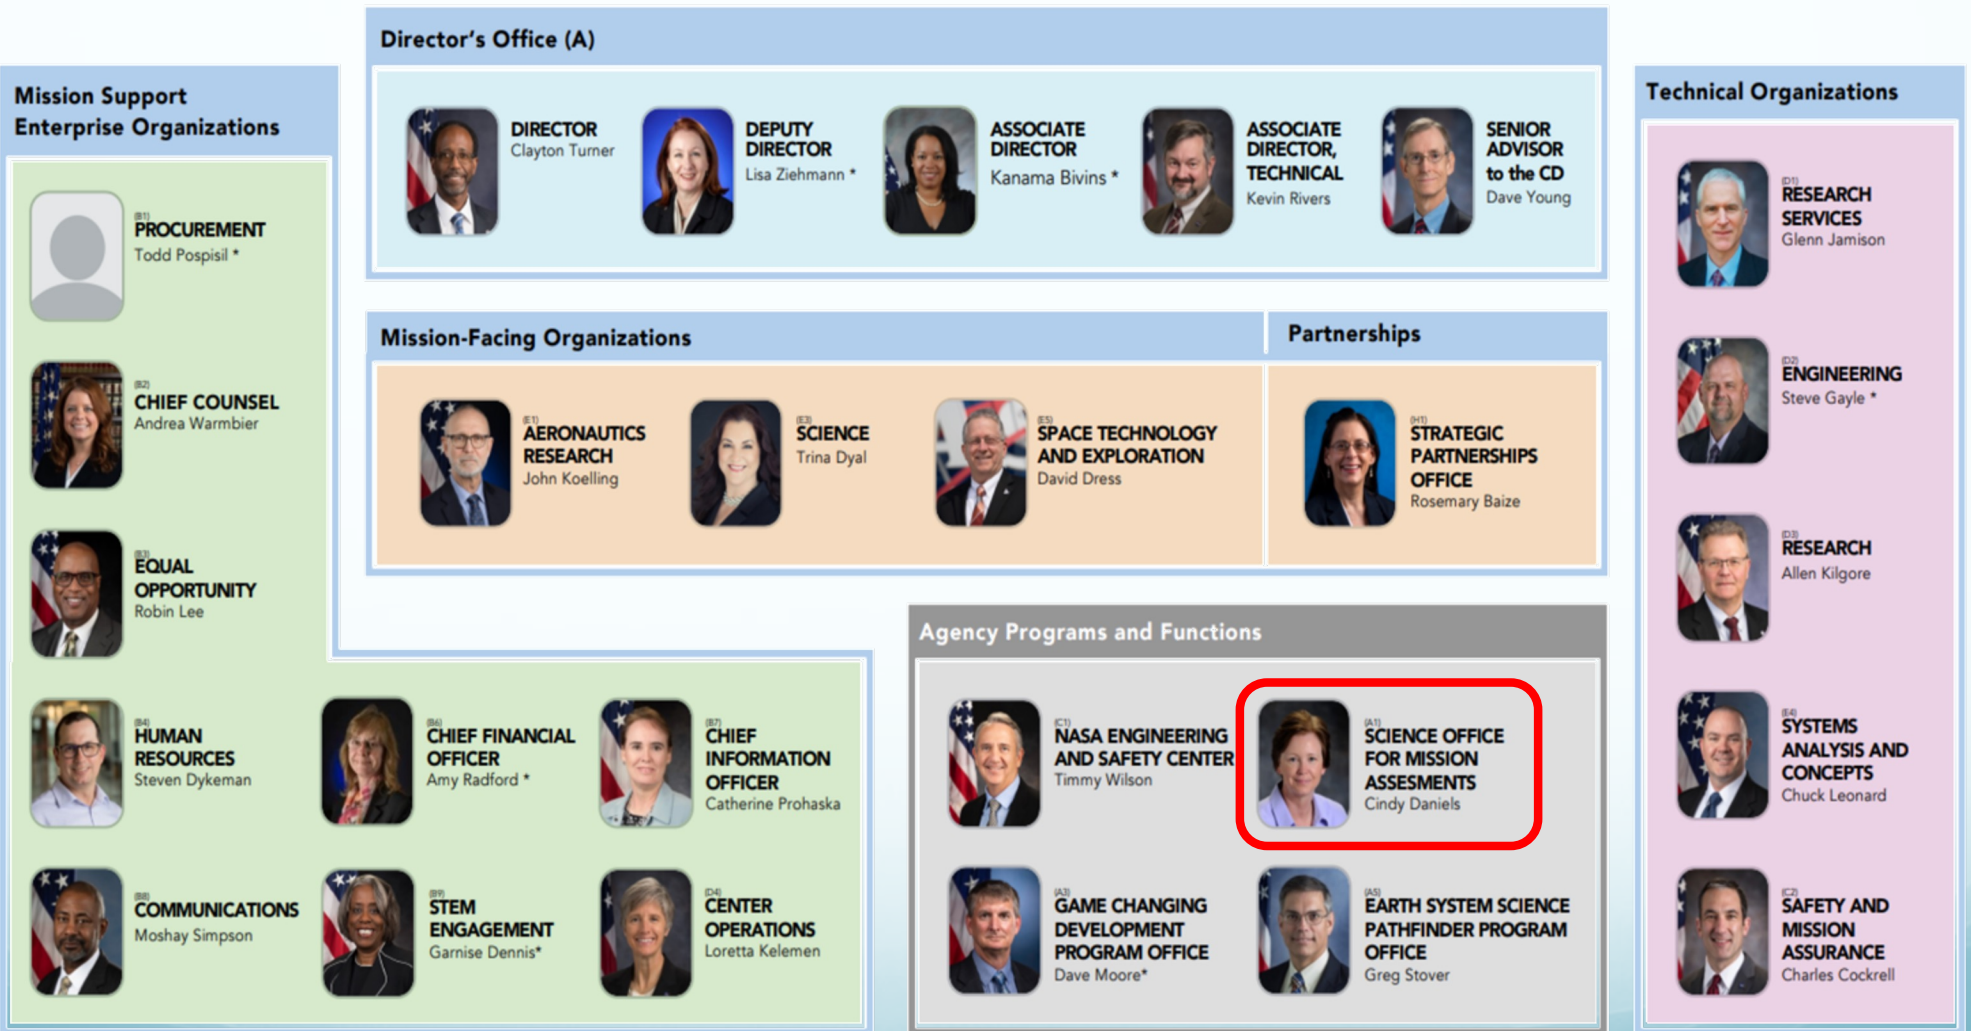 Director's Office (A)
DIRECTOR
Clayton Turner
DEPUTY
DIRECTOR
Lisa Ziehmann *
ASSOCIATE
DIRECTOR
Kanama Bivins *
ASSOCIATE
DIRECTOR,
TECHNICAL
Kevin Rivers
SENIOR
ADVISOR
to the CD
Dave Young
Mission Support
Enterprise Organizations
(B1)
PROCUREMENT
Todd Pospisil *
(B2)
CHIEF COUNSEL
Andrea Warmbier
(B3)
EQUAL
OPPORTUNITY
Robin Lee
(B4)
HUMAN
RESOURCES
Steven Dykeman
(B6)
CHIEF FINANCIAL
OFFICER
Amy Radford *
(B7)
CHIEF
INFORMATION
OFFICER
Catherine Prohaska
(B8)
COMMUNICATIONS
Moshay Simpson
(B9)
STEM
ENGAGEMENT
Garnise Dennis*
(D4)
CENTER
OPERATIONS
Loretta Kelemen
Mission-Facing Organizations
(E1)
AERONAUTICS
RESEARCH
John Koelling
(E3)
SCIENCE
Trina Dyal
(E5)
SPACE TECHNOLOGY
AND EXPLORATION
David Dress
Partnerships
(H1)
STRATEGIC
PARTNERSHIPS
OFFICE
Rosemary Baize
Agency Programs and Functions
(C1)
NASA ENGINEERING
AND SAFETY CENTER
Timmy Wilson
(A1)
SCIENCE OFFICE
FOR MISSION
ASSESMENTS
Cindy Daniels
(A3)
GAME CHANGING
DEVELOPMENT
PROGRAM OFFICE
Dave Moore*
(A5)
EARTH SYSTEM SCIENCE
PATHFINDER PROGRAM
OFFICE
Greg Stover
Technical Organizations
(D1)
RESEARCH
SERVICES
Glenn Jamison
(D2)
ENGINEERING
Steve Gayle *
(D3)
RESEARCH
Allen Kilgore
(E4)
SYSTEMS
ANALYSIS AND
CONCEPTS
Chuck Leonard
(C2)
SAFETY AND
MISSION
ASSURANCE
Charles Cockrell